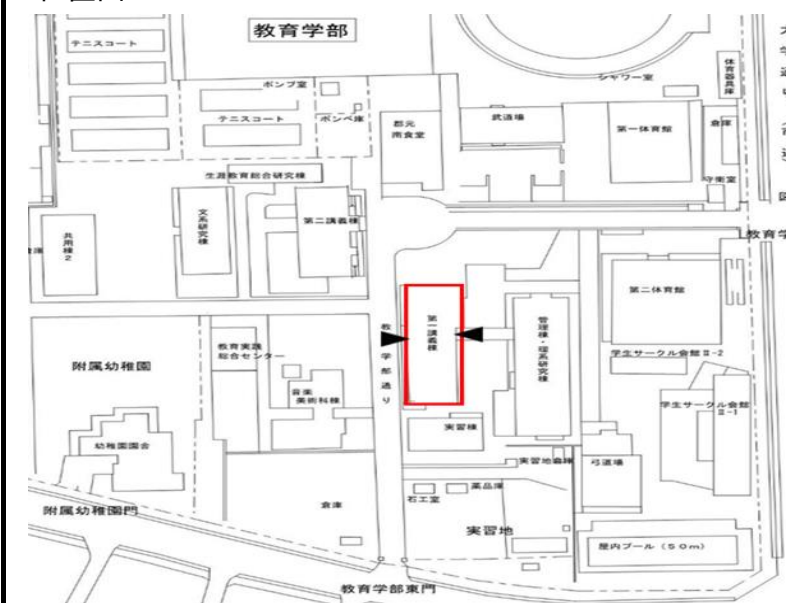 教育学部
テニスコート
ポンプ室
テニスコート
ボンベ庫
郡元
南食堂
武道場
シャワー室
第一体育館
体育器具庫
倉庫
守衛室
生涯教育総合研究棟
共用棟2
文系研究棟
第二講義棟
教育学
第二体育館
第一講義棟
管理棟・理系研究棟
教育学部通り
教育実践
総合センター
附属幼稚園
音楽
美術科棟
学生サークル会館Ⅱ-2
学生サークル会館
Ⅱ-1
幼稚園園舎
実習棟
実習地倉庫
弓道場
石工室
薬品庫
附属幼稚園門
倉庫
実習地
屋内プール(50m)
教育学部東門